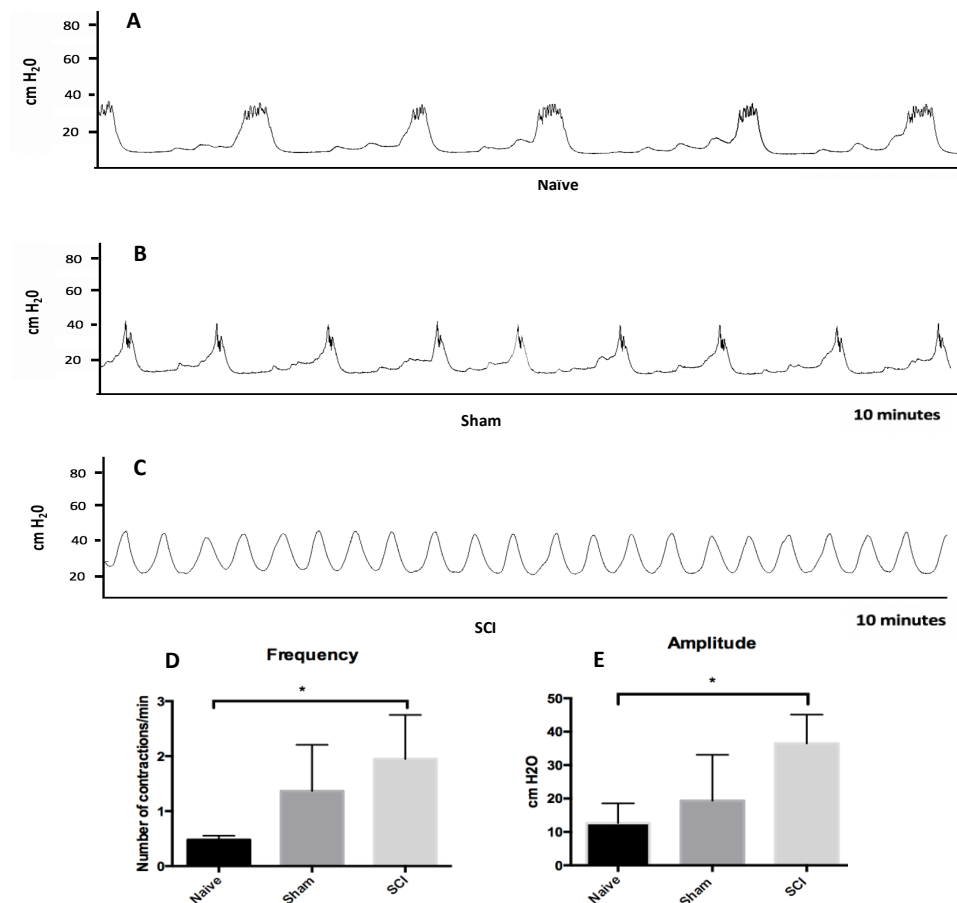 A
80
60
40
20
cm H₂0
Naïve
B
80
60
40
20
cm H₂0
Sham
10 minutes
C
80
60
40
20
cm H₂0
SCI
10 minutes
D
Frequency
*
3
2
1
0
Number of contractions/min
Naive
Sham
SCI
E
Amplitude
*
50
40
30
20
10
0
cm H2O
Naive
Sham
SCI